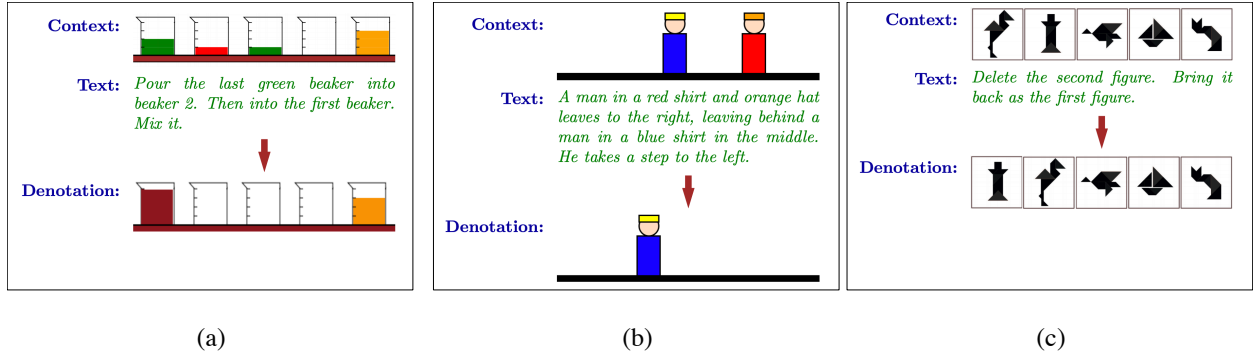 Context:
Text: Pour the last green beaker into
beaker 2. Then into the first beaker.
Mix it.
Denotation:
(a)
Context:
Text: A man in a red shirt and orange hat
leaves to the right, leaving behind a
man in a blue shirt in the middle.
He takes a step to the left.
Denotation:
(b)
Context:
Text: Delete the second figure. Bring it
back as the first figure.
Denotation:
(c)